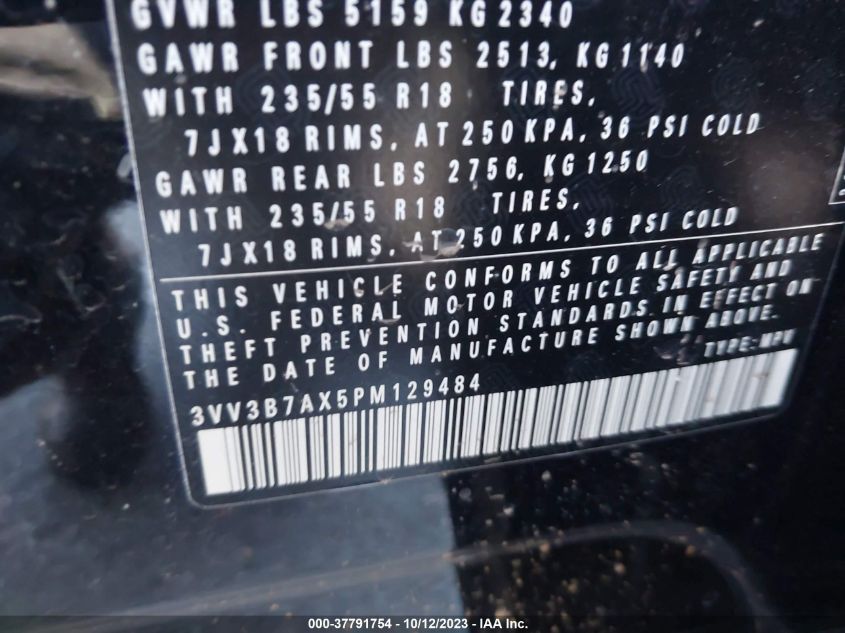 GVWR LBS 5159 KG 2340
GAWR FRONT LBS 2513, KG 1140
WITH 235/55 R18 TIRES,
7JX18 RIMS, AT 250 KPA, 36 PSI COLD
GAWR REAR LBS 2756, KG 1250
WITH 235/55 R18 TIRES,
7JX18 RIMS, AT 250 KPA, 36 PSI COLD
THIS VEHICLE CONFORMS TO ALL APPLICABLE
U.S. FEDERAL MOTOR VEHICLE SAFETY AND
THEFT PREVENTION STANDARDS IN EFFECT ON
THE DATE OF MANUFACTURE SHOWN ABOVE.
TYPE: MPV
3VV3B7AX5PM129484
000-37791754 - 10/12/2023 - IAA Inc.